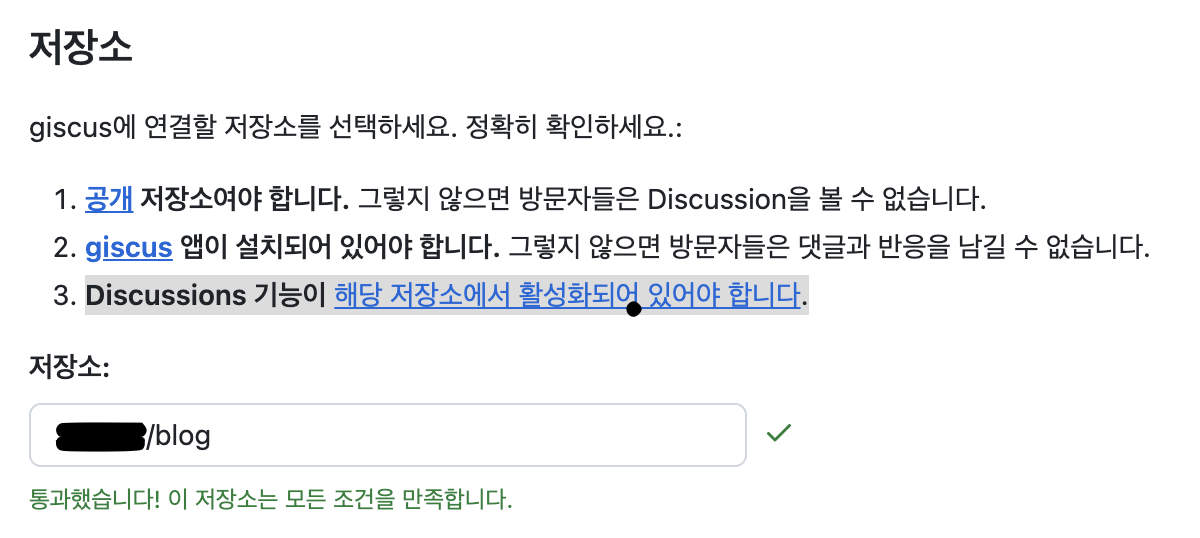 저장소
giscus에 연결할 저장소를 선택하세요. 정확히 확인하세요.:
1. 공개 저장소여야 합니다. 그렇지 않으면 방문자들은 Discussion을 볼 수 없습니다.
2. giscus 앱이 설치되어 있어야 합니다. 그렇지 않으면 방문자들은 댓글과 반응을 남길 수 없습니다.
3. Discussions 기능이 해당 저장소에서 활성화되어 있어야 합니다.
저장소:
/blog
통과했습니다! 이 저장소는 모든 조건을 만족합니다.